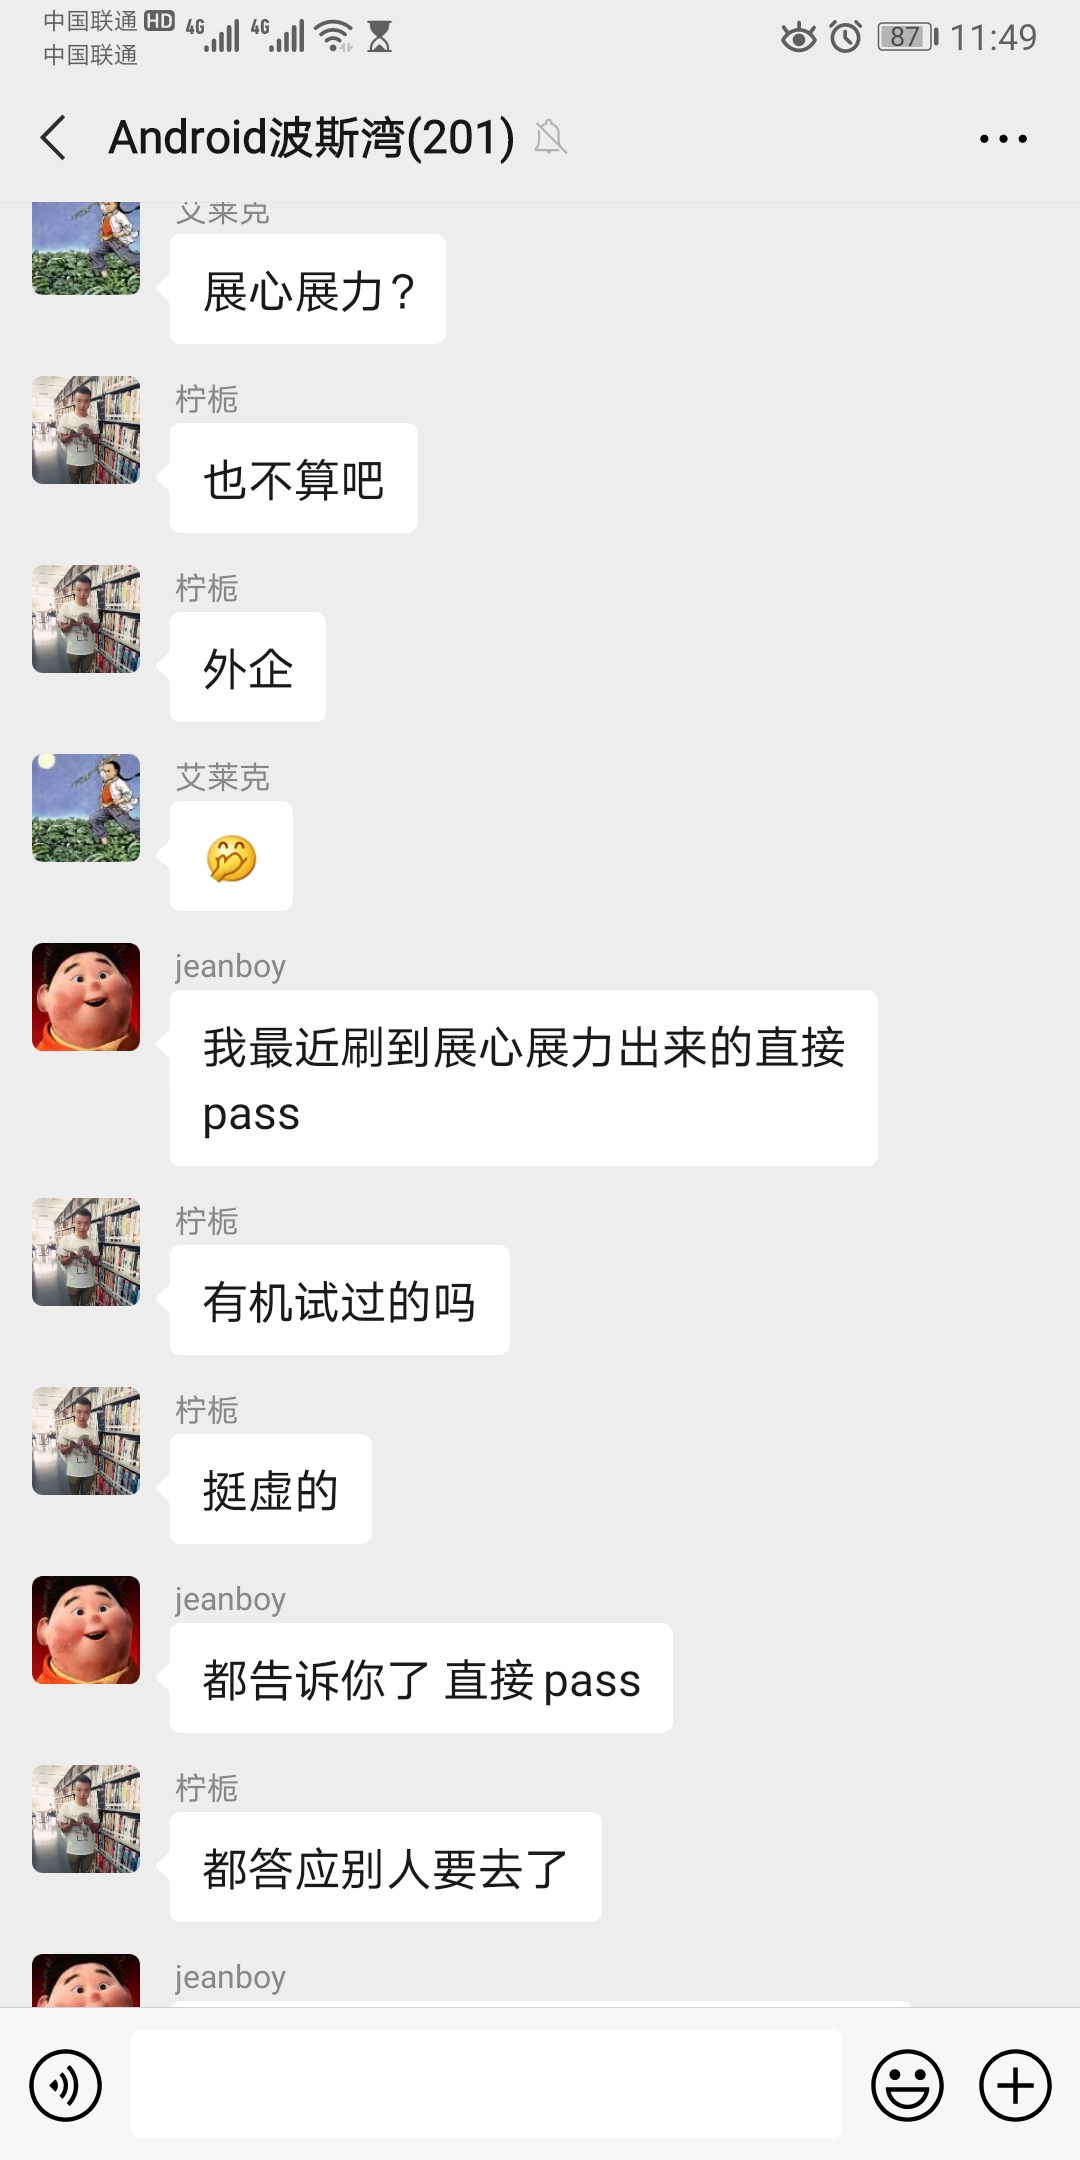 中国联通 HD 4G 4G 87 11:49
中国联通
Android波斯湾(201)
艾莱克
展心展力?
柠栀
也不算吧
柠栀
外企
艾莱克
jeanboy
我最近刷到展心展力出来的直接
pass
柠栀
有机试过的吗
柠栀
挺虚的
jeanboy
都告诉你了 直接pass
柠栀
都答应别人要去了
jeanboy